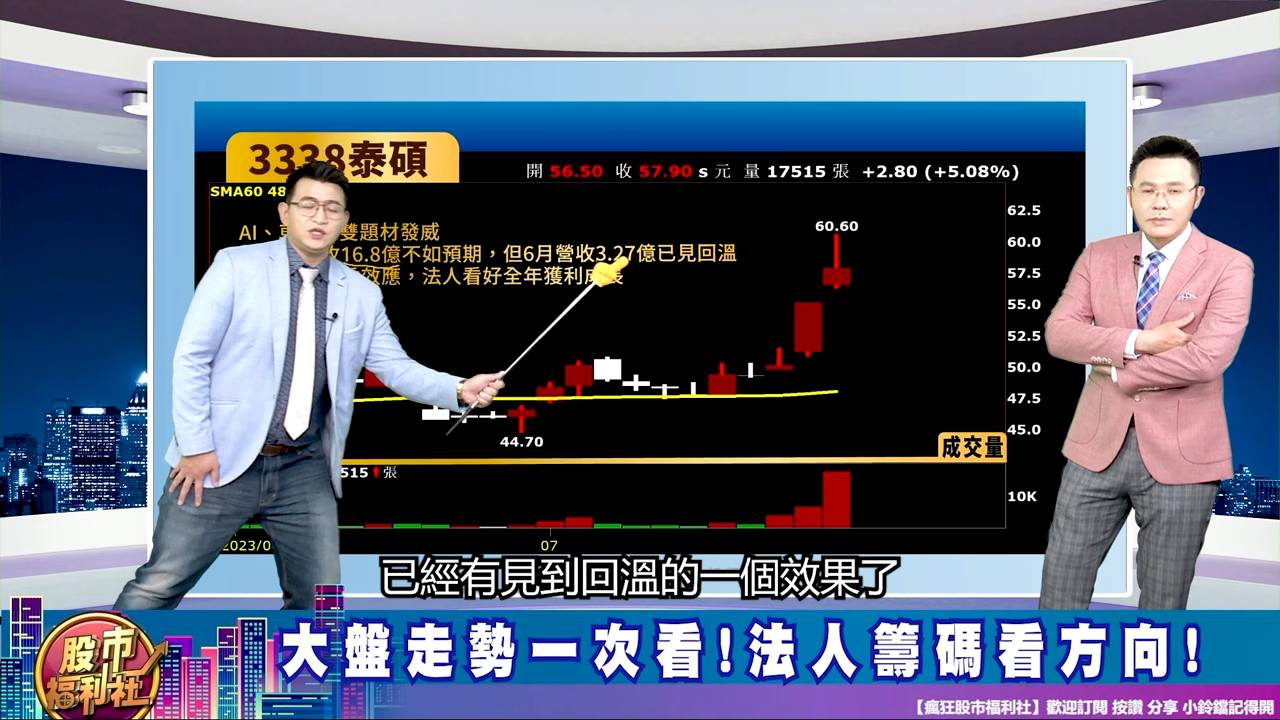 3338泰碩
開 56.50 收 57.90 s 元 量 17515 張 +2.80 (+5.08%)
SMA60 48
AI、
雙題材發威
收16.8億不如預期，但6月營收3.27億已見回溫
效應，法人看好全年獲利
62.5
60.60
60.0
57.5
55.0
52.5
50.0
47.5
45.0
44.70
成交量
515 張
10K
2023/0
07
已經有見到回溫的一個效果了
股市
福利社
大盤走勢一次看!法人籌碼看方向!
【瘋狂股市福利社】歡迎訂閱 按讚 分享 小鈴鐺記得開